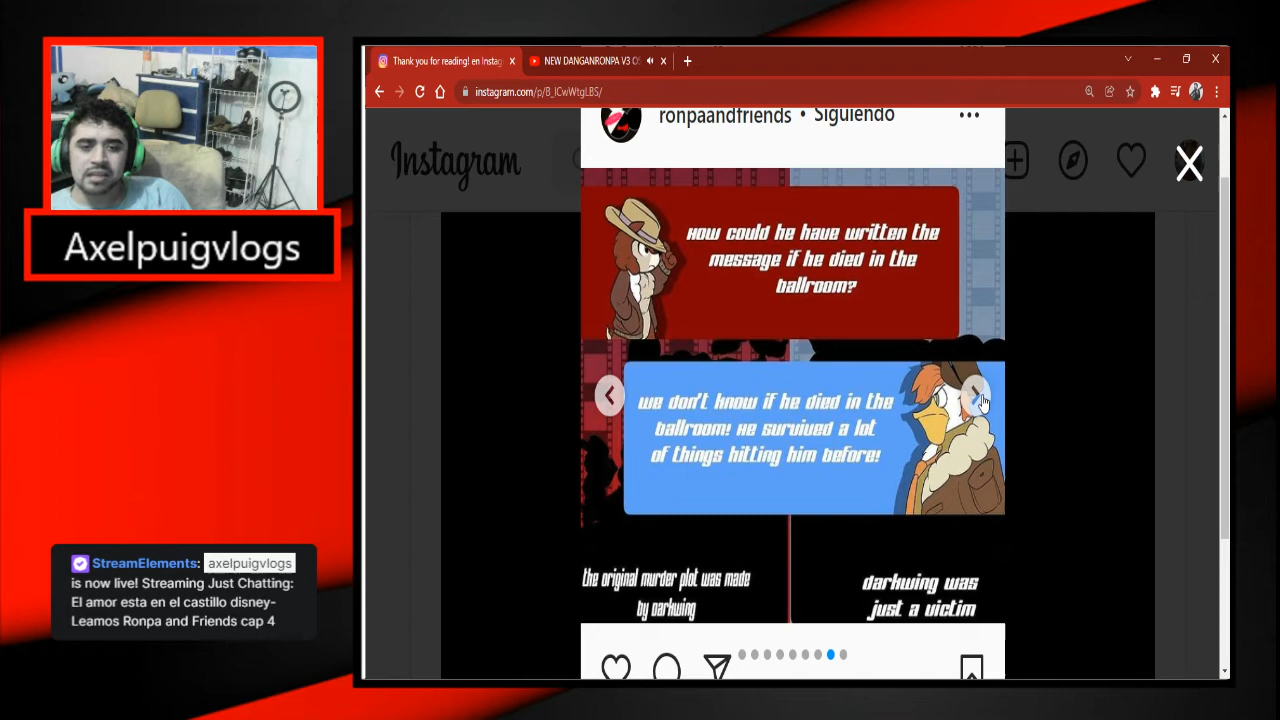 Thank you for reading! en Instag
NEW DANGANRONPA V3 OS
instagram.com/p/B_ICwWtgLBS/
ronpaandfriends • Siguiendo
Instagram
HOW COULD HE HAVE WRITTEN THE
MESSAGE IF HE DIED IN THE
BALLROOM?
WE DON'T KNOW IF HE DIED IN THE
BALLROOM! HE SURVIVED A LOT
OF THINGS HITTING HIM BEFORE!
the original murder plot was made
by Darkwing
DARKWING WAS
JUST A VICTIM
Axelpuigvlogs
StreamElements: axelpuigvlogs
is now live! Streaming Just Chatting:
El amor esta en el castillo disney-
Leamos Ronpa and Friends cap 4